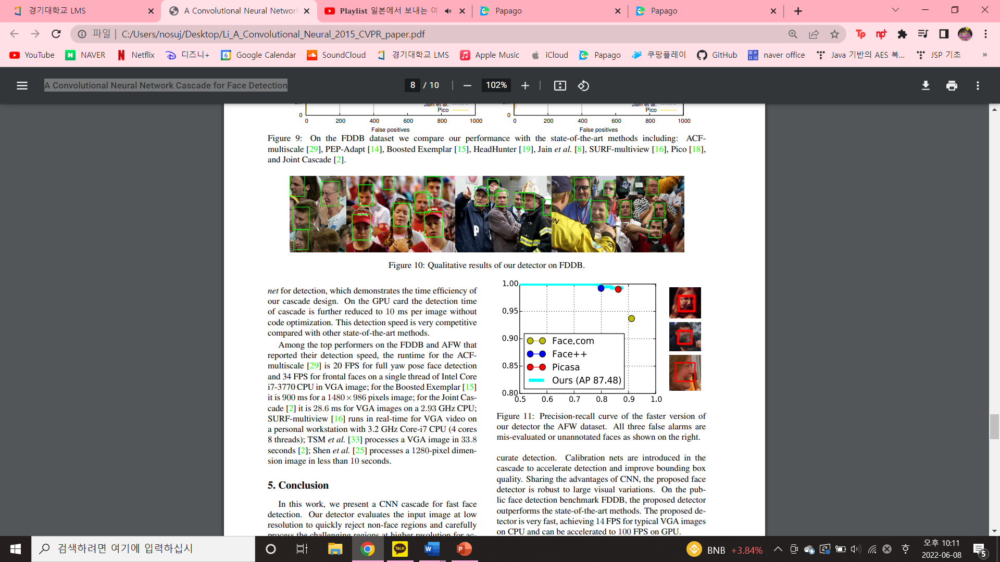 경기대학교 LMS
A Convolutional Neural Networ
Playlist 일본에서 보내는 여
Papago
Papago
파일
C:/Users/nosuj/Desktop/Li_A_Convolutional_Neural_2015_CVPR_paper.pdf
YouTube
NAVER
Netflix
디즈니+
Google Calendar
SoundCloud
경기대학교 LMS
Apple Music
iCloud
Papago
쿠팡플레이
GitHub
naver office
Java 기반의 AES 복...
JSP 기초
A Convolutional Neural Network Cascade for Face Detection
8 / 10
102%
Jain et al.
Pico
0
0 200 400 600 800 1000
False positives
Jain et al.
Pico
0
0 200 400 600 800 1000
False positives
Figure 9: On the FDDB dataset we compare our performance with the state-of-the-art methods including: ACF-
multiscale [29], PEP-Adapt [14], Boosted Exemplar [15], HeadHunter [19], Jain et al. [8], SURF-multiview [16], Pico [18],
and Joint Cascade [2].
P
Figure 10: Qualitative results of our detector on FDDB.
net for detection, which demonstrates the time efficiency of
our cascade design. On the GPU card the detection time
of cascade is further reduced to 10 ms per image without
code optimization. This detection speed is very competitive
compared with other state-of-the-art methods.
Among the top performers on the FDDB and AFW that
reported their detection speed, the runtime for the ACF-
multiscale [29] is 20 FPS for full yaw pose face detection
and 34 FPS for frontal faces on a single thread of Intel Core
i7-3770 CPU in VGA image; for the Boosted Exemplar [15]
it is 900 ms for a 1480×986 pixels image; for the Joint Cas-
cade [2] it is 28.6 ms for VGA images on a 2.93 GHz CPU;
SURF-multiview [16] runs in real-time for VGA video on
a personal workstation with 3.2 GHz Core-i7 CPU (4 cores
8 threads); TSM et al. [33] processes a VGA image in 33.8
seconds [2]; Shen et al. [25] processes a 1280-pixel dimen-
sion image in less than 10 seconds.
5. Conclusion
In this work, we present a CNN cascade for fast face
detection. Our detector evaluates the input image at low
resolution to quickly reject non-face regions and carefully
process the challenging regions at higher resolution for ac-
1.00
0.95
0.90
0.85
0.80
0.5 0.6 0.7 0.8 0.9 1.0
Face.com
Face++
Picasa
Ours (AP 87.48)
Figure 11: Precision-recall curve of the faster version of
our detector the AFW dataset. All three false alarms are
mis-evaluated or unannotated faces as shown on the right.
curate detection. Calibration nets are introduced in the
cascade to accelerate detection and improve bounding box
quality. Sharing the advantages of CNN, the proposed face
detector is robust to large visual variations. On the pub-
lic face detection benchmark FDDB, the proposed detector
outperforms the state-of-the-art methods. The proposed de-
tector is very fast, achieving 14 FPS for typical VGA images
on CPU and can be accelerated to 100 FPS on GPU.
검색하려면 여기에 입력하십시
BNB +3.84%
오후 10:11
2022-06-08
5